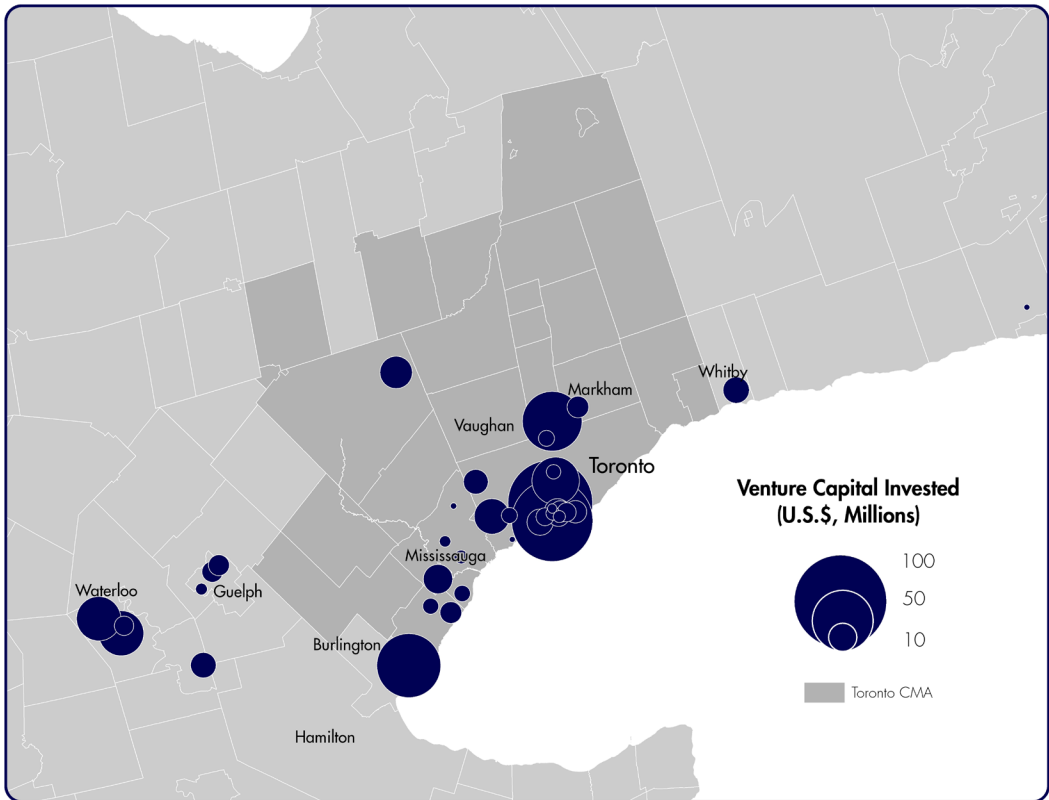 Whitby
Markham
Vaughan
Toronto
Venture Capital Invested
(U.S.$, Millions)
100
50
10
Toronto CMA
Mississauga
Waterloo
Guelph
Burlington
Hamilton